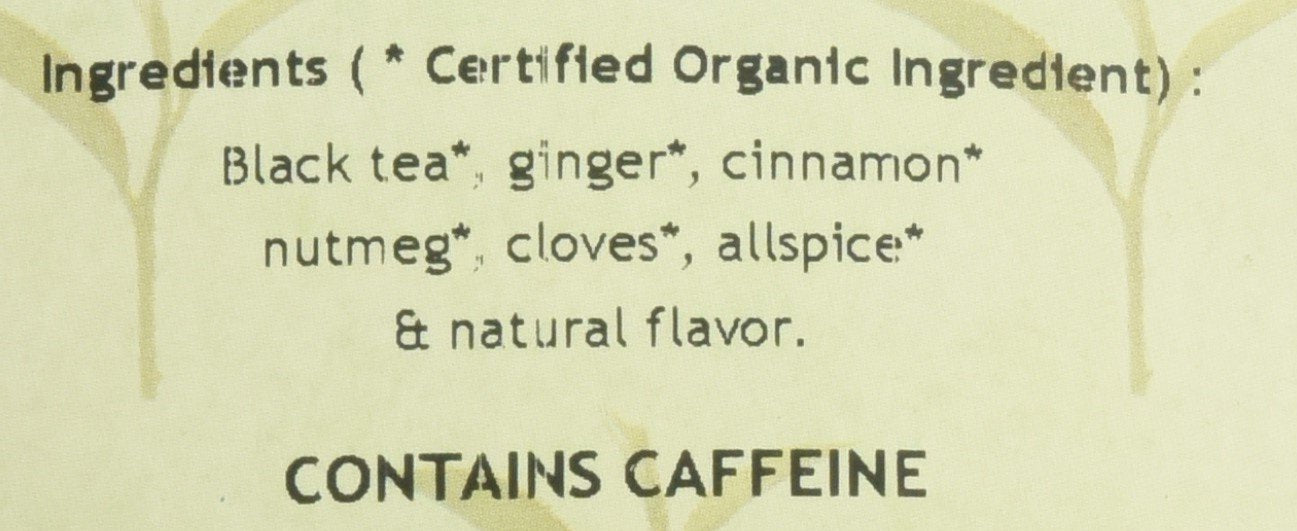 Ingredients ( * Certified Organic Ingredient) :
Black tea*, ginger*, cinnamon*
nutmeg*, cloves*, allspice*
& natural flavor.
CONTAINS CAFFEINE